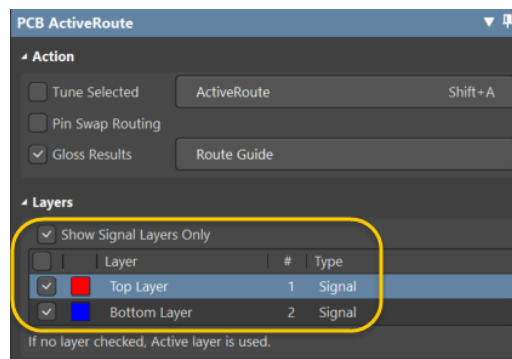 PCB ActiveRoute
Action
Tune Selected ActiveRoute Shift+A
Pin Swap Routing
Gloss Results Route Guide
Layers
Show Signal Layers Only
Layer # Type
Top Layer 1 Signal
Bottom Layer 2 Signal
If no layer checked, Active layer is used.